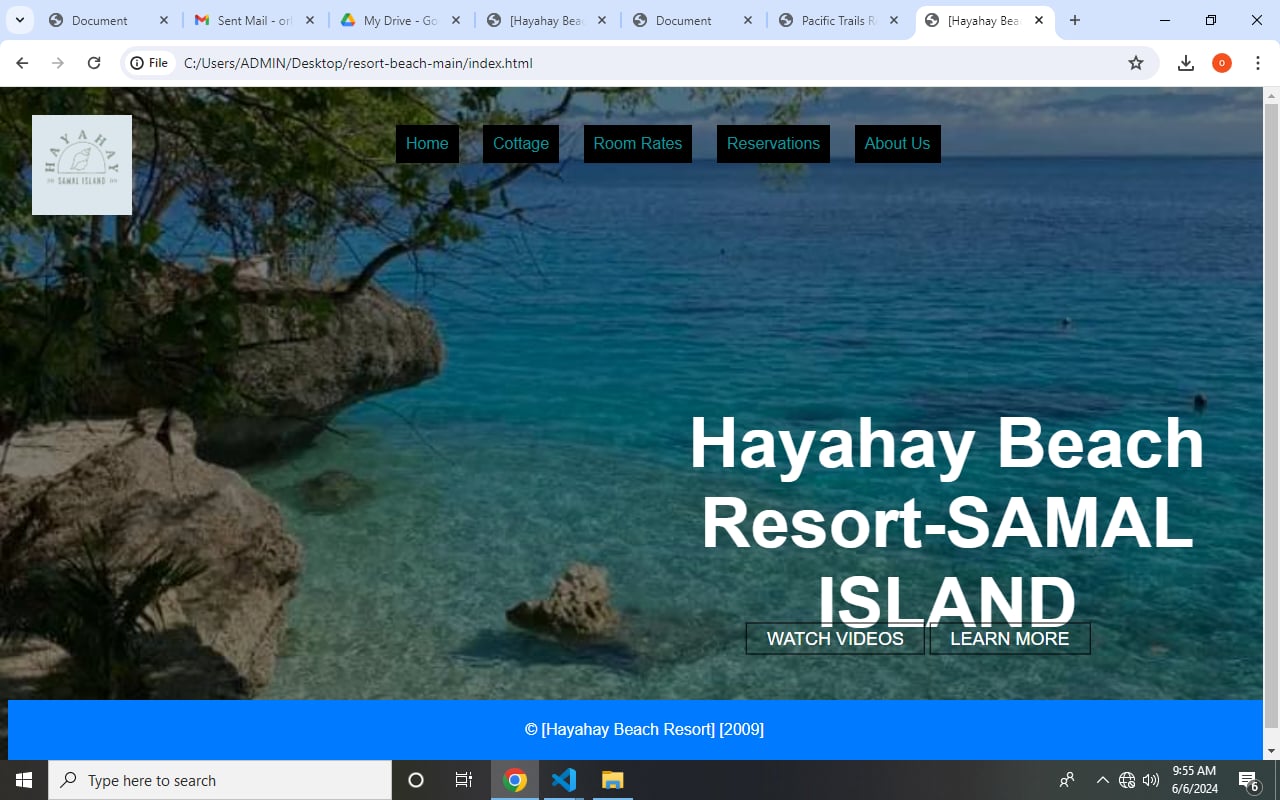 Document
Sent Mail - orl
My Drive - Go
[Hayahay Bea
Document
Pacific Trails R
[Hayahay Bea
File
C:/Users/ADMIN/Desktop/resort-beach-main/index.html
o
HAYAHAY
SAMAL ISLAND
Home
Cottage
Room Rates
Reservations
About Us
Hayahay Beach
Resort-SAMAL
ISLAND
WATCH VIDEOS
LEARN MORE
© [Hayahay Beach Resort] [2009]
Type here to search
9:55 AM
6/6/2024
6